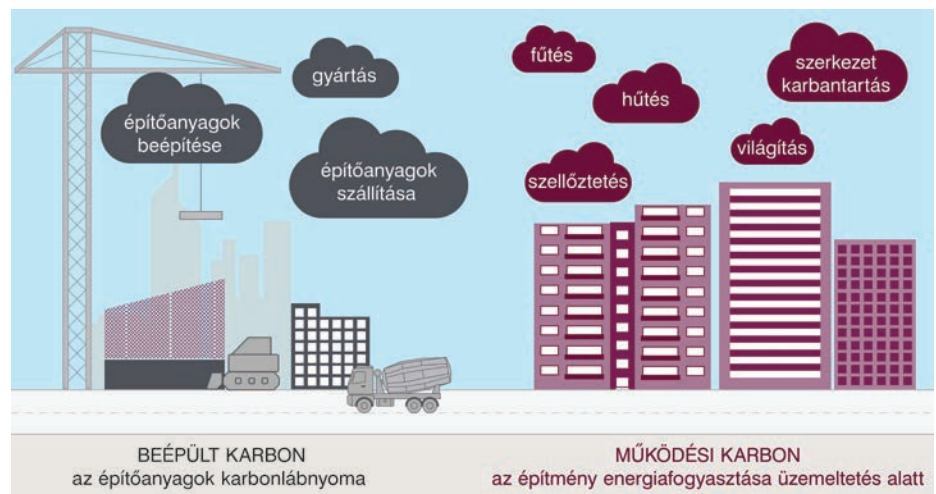 építőanyagok
beépítése
gyártás
építőanyagok
szállítása
fűtés
hűtés
szerkezet
karbantartás
szellőztetés
világítás
BEÉPÜLT KARBON
az építőanyagok karbonlábnyoma
MŰKÖDÉSI KARBON
az építmény energiafogyasztása üzemeltetés alatt